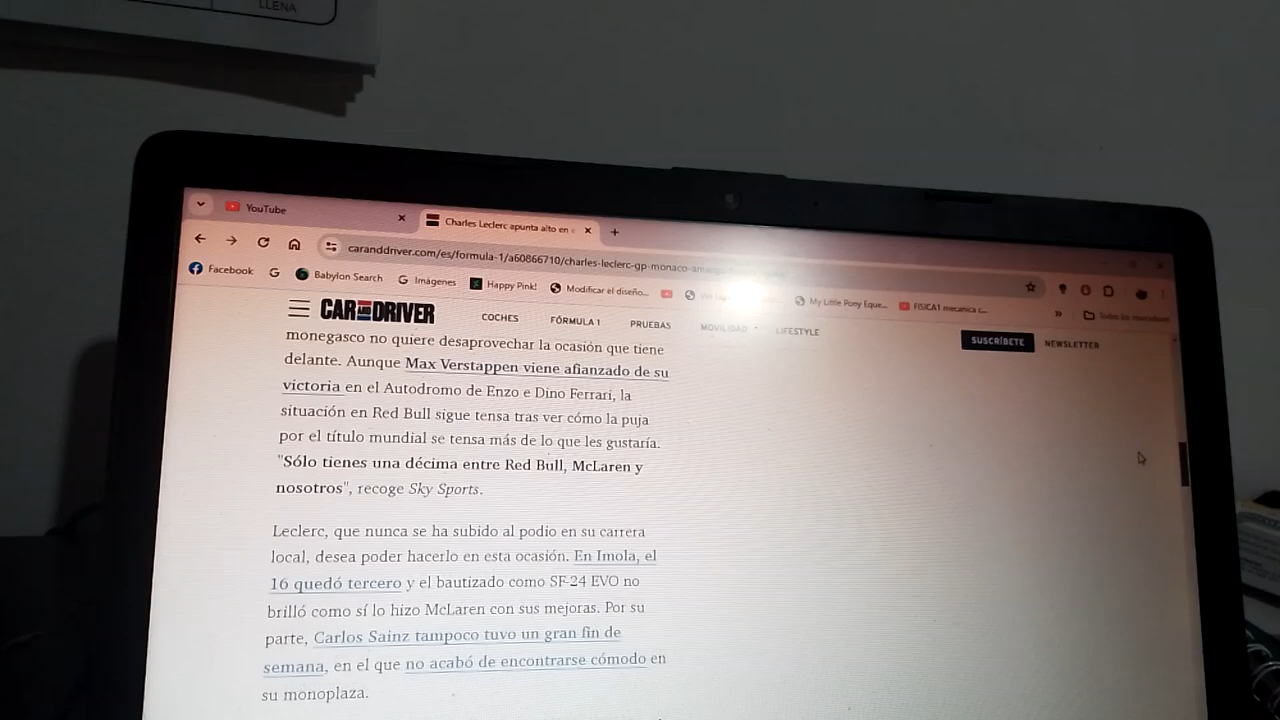 LLENA
YouTube
Charles Leclerc apunta alto en
caranddriver.com/es/formula-1/a60866710/charles-leclerc-gp-monaco-
Facebook
Babylon Search
Imágenes
Happy Pink!
Modificar el diseño...
My Little Pony Eque...
FISICA1 mecanica c...
»
Todos los marcadores
CAR AND DRIVER
COCHES
FÓRMULA 1
PRUEBAS
MOVILIDAD
LIFESTYLE
SUSCRÍBETE
NEWSLETTER
monegasco no quiere desaprovechar la ocasión que tiene
delante. Aunque Max Verstappen viene afianzado de su
victoria en el Autodromo de Enzo e Dino Ferrari, la
situación en Red Bull sigue tensa tras ver cómo la puja
por el título mundial se tensa más de lo que les gustaría.
"Sólo tienes una décima entre Red Bull, McLaren y
nosotros", recoge Sky Sports.
Leclerc, que nunca se ha subido al podio en su carrera
local, desea poder hacerlo en esta ocasión. En Imola, el
16 quedó tercero y el bautizado como SF-24 EVO no
brilló como sí lo hizo McLaren con sus mejoras. Por su
parte, Carlos Sainz tampoco tuvo un gran fin de
semana, en el que no acabó de encontrarse cómodo en
su monoplaza.